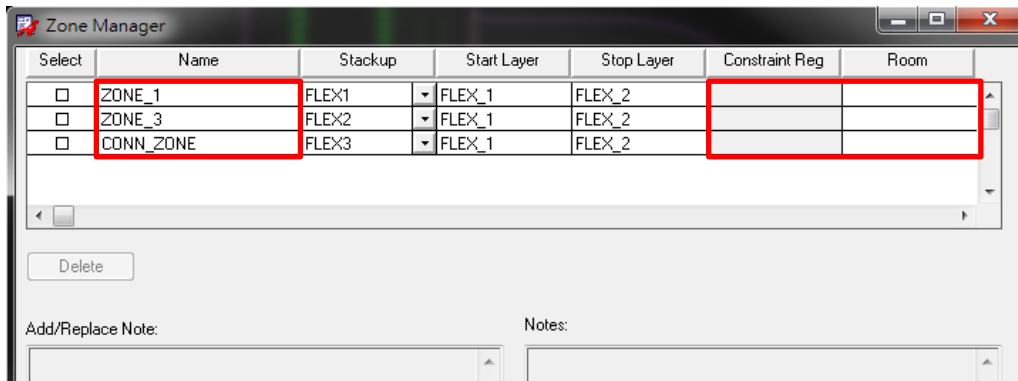 Zone Manager
Select Name Stackup Start Layer Stop Layer Constraint Reg Room
ZONE_1 FLEX1 FLEX_1 FLEX_2
ZONE_3 FLEX2 FLEX_1 FLEX_2
CONN_ZONE FLEX3 FLEX_1 FLEX_2
Delete
Add/Replace Note: Notes: